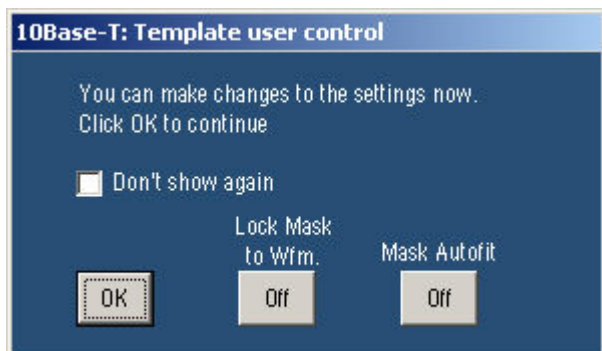 10Base-T: Template user control
You can make changes to the settings now.
Click OK to continue
Don't show again
Lock Mask
to Wfm.
Mask Autofit
OK
Off
Off